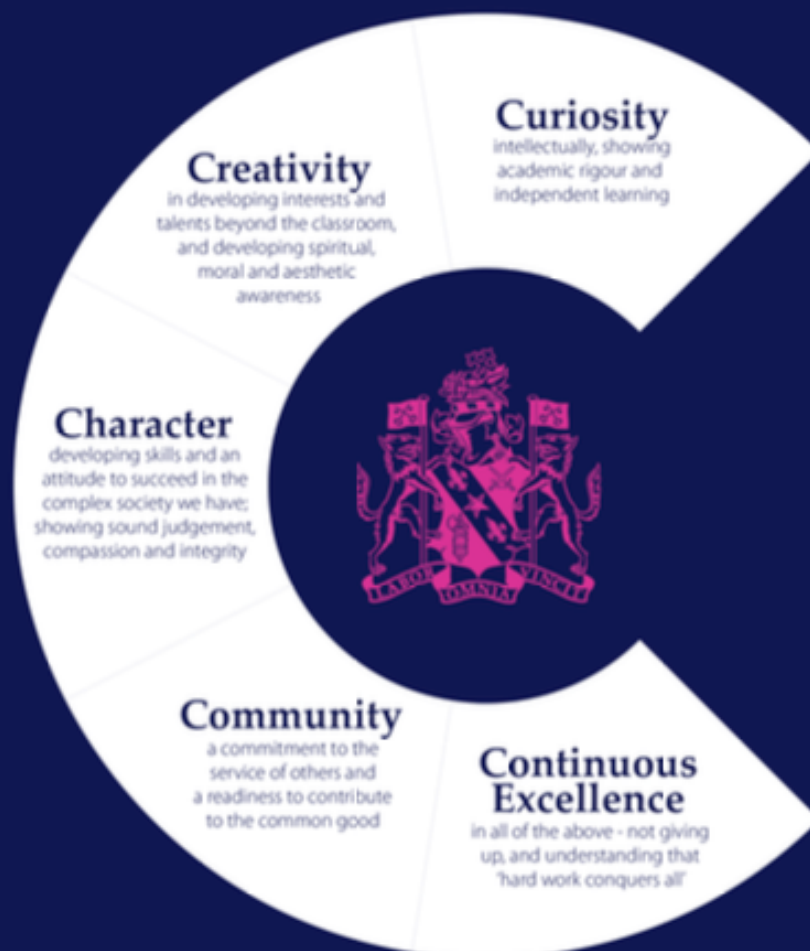 Curiosity
intellectually, showing
academic rigour and
independent learning
Creativity
in developing interests and
talents beyond the classroom,
and developing spiritual,
moral and aesthetic
awareness
Character
developing skills and an
attitude to succeed in the
complex society we have;
showing sound judgement,
compassion and integrity
LABOR OMNIA VINCIT
Community
a commitment to the
service of others and
a readiness to contribute
to the common good
Continuous
Excellence
in all of the above - not giving
up, and understanding that
'hard work conquers all'